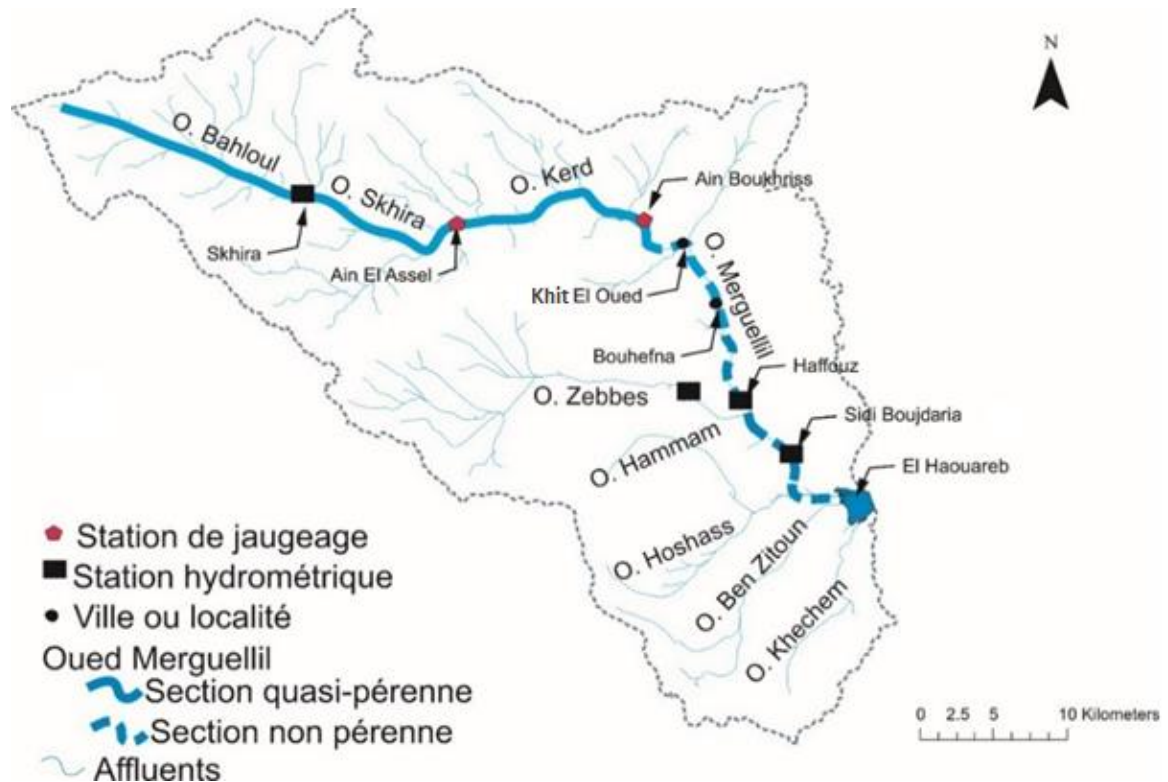 N
O. Bahloul
O. Skhira
O. Kerd
Ain Boukhriss
Skhira
Ain El Assel
O. Merguellil
Khit El Oued
Bouhefna
Haffouz
O. Zebbes
Sidi Boujdaria
O. Hammam
El Haouareb
O. Hoshass
O. Ben Zitoun
O. Khechem
Station de jaugeage
Station hydrométrique
Ville ou localité
Oued Merguellil
Section quasi-pérenne
Section non pérenne
Affluents
0 2.5 5 10 Kilometers